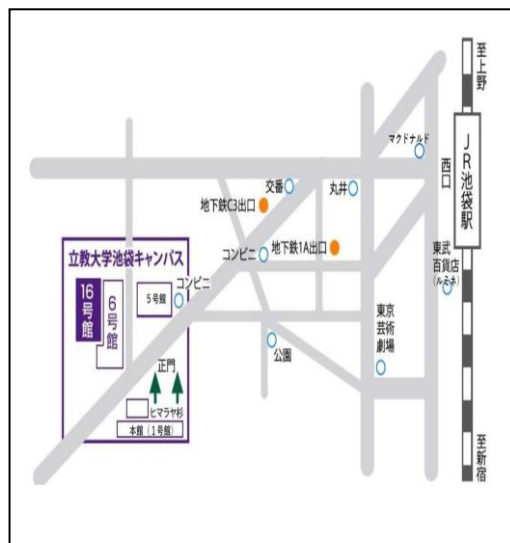 至上野
JR池袋駅
西口
マクドナルド
交番
丸井
地下鉄C3出口
地下鉄1A出口
コンビニ
東武
百貨店
(ルミネ)
立教大学池袋キャンパス
16号館
6号館
5号館
コンビニ
東京
芸術
劇場
公園
正門
ヒマラヤ杉
本館(1号館)
至新宿